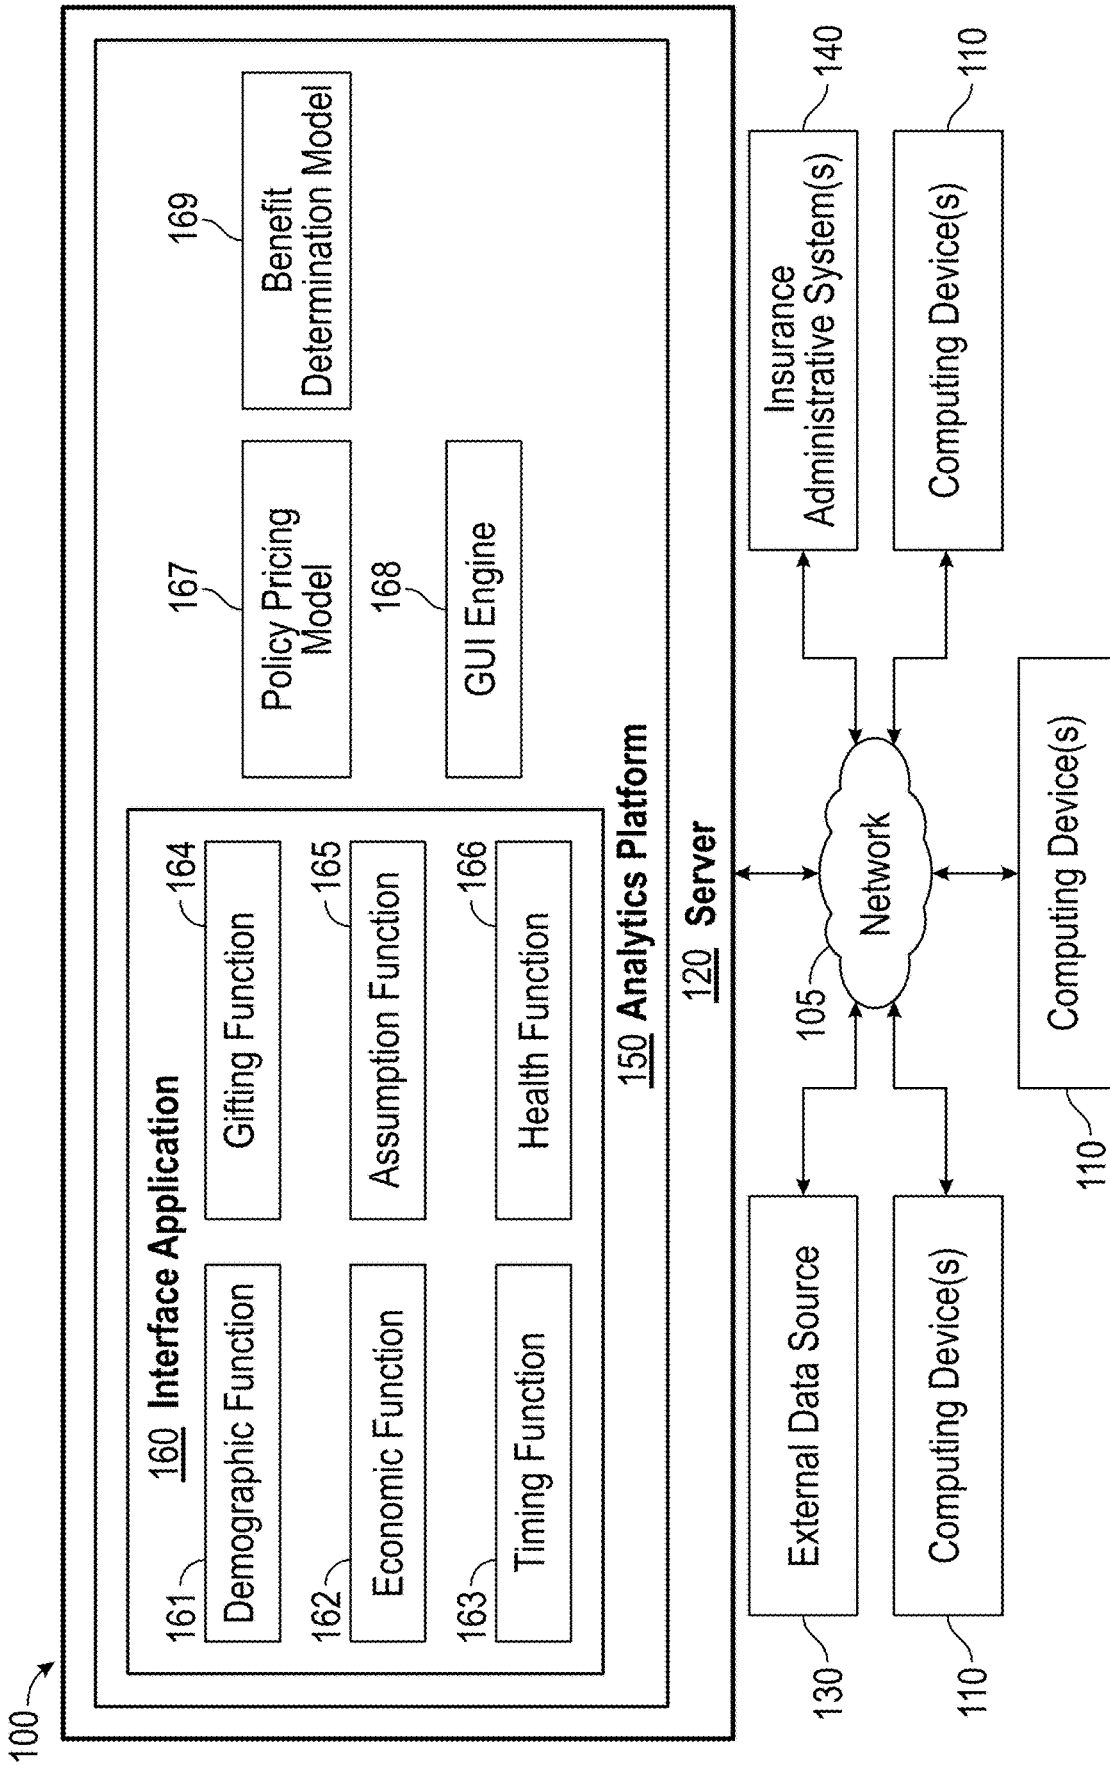 100
160 Interface Application
161
Demographic Function
164
Gifting Function
162
Economic Function
165
Assumption Function
163
Timing Function
166
Health Function
167
Policy Pricing
Model
169
Benefit
Determination Model
168
GUI Engine
150 Analytics Platform
120 Server
130
External Data Source
105
Network
Insurance
Administrative System(s)
140
110
Computing Device(s)
Computing Device(s)
110
110
Computing Device(s)